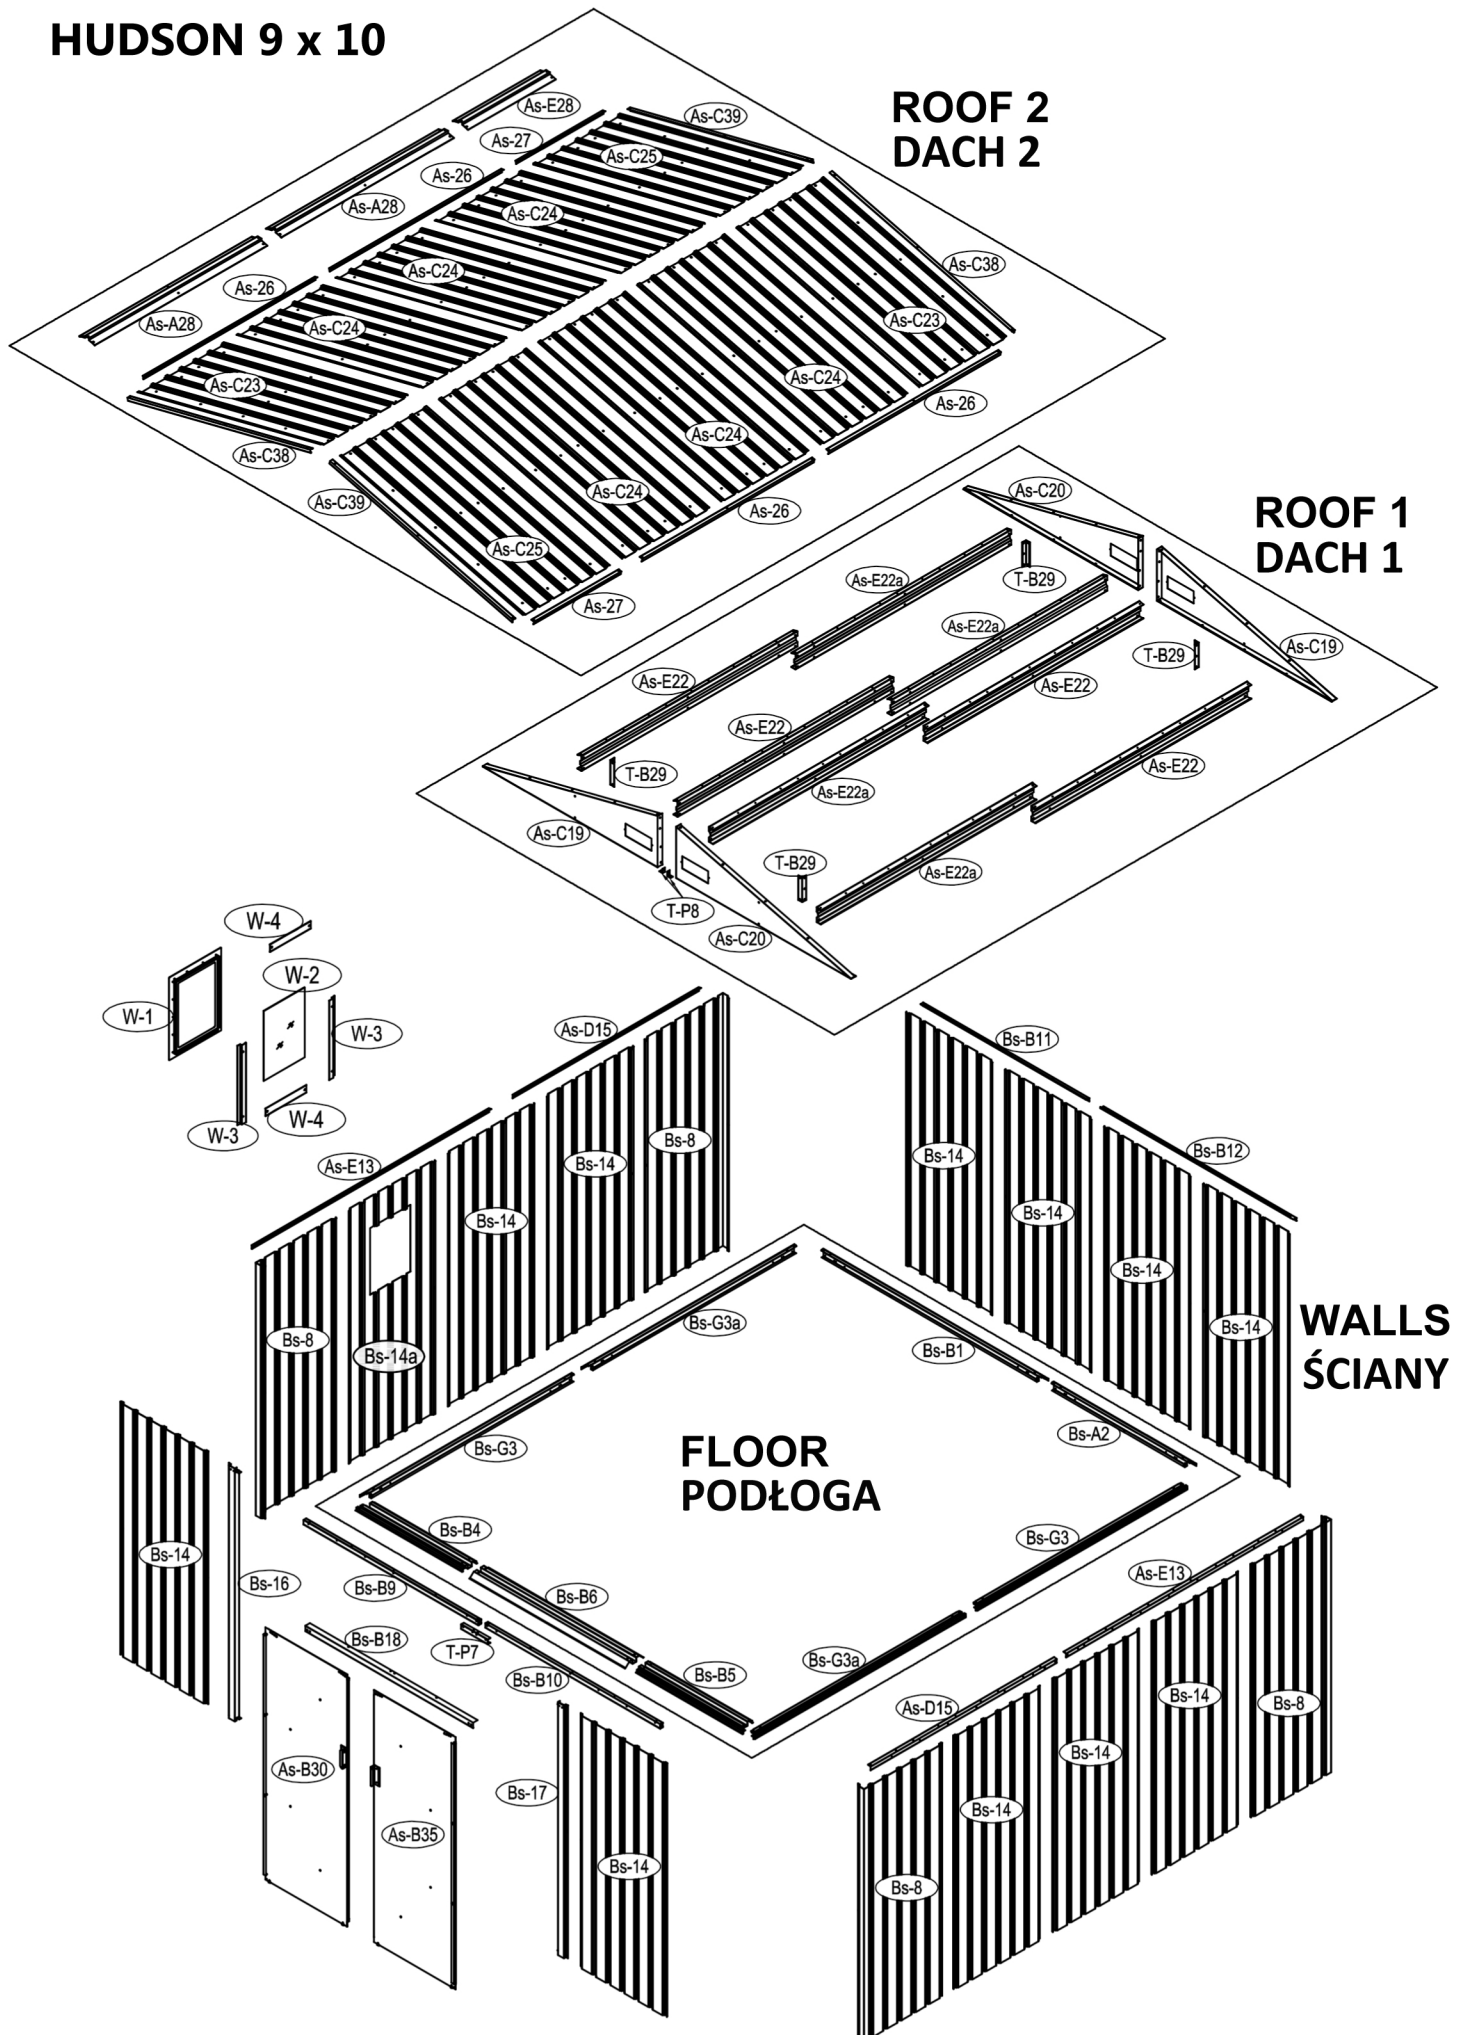 HUDSON 9 x 10
ROOF 2
DACH 2
As-E28
As-C39
As-27
As-C25
As-26
As-A28
As-C24
As-C24
As-C38
As-26
As-A28
As-C24
As-C23
As-C23
As-C24
As-26
As-C24
As-C38
As-C39
As-C24
As-26
As-C25
As-27
ROOF 1
DACH 1
As-C20
As-E22a
T-B29
As-E22a
As-C19
T-B29
As-E22
As-E22
As-E22
As-E22
T-B29
As-E22a
As-C19
T-B29
As-E22a
T-P8
As-C20
W-4
W-2
W-1
W-3
W-4
W-3
As-D15
Bs-B11
Bs-8
Bs-14
Bs-B12
Bs-14
As-E13
Bs-14
Bs-14
Bs-14
Bs-14
WALLS
ŚCIANY
Bs-8
Bs-14a
Bs-G3a
Bs-B1
Bs-A2
Bs-G3
FLOOR
PODŁOGA
Bs-B4
Bs-G3
Bs-14
Bs-16
Bs-B9
Bs-B6
As-E13
Bs-B18
T-P7
Bs-B10
Bs-B5
Bs-G3a
Bs-14
Bs-8
As-D15
Bs-14
As-B30
Bs-17
Bs-14
As-B35
Bs-14
Bs-8